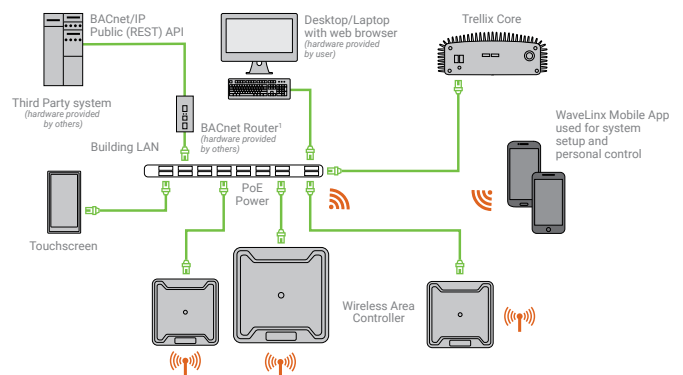 BACnet/IP
Public (REST) API
Desktop/Laptop
with web browser
(hardware provided
by user)
Trellix Core
Third Party system
(hardware provided
by others)
BACnet Router¹
(hardware provided
by others)
Building LAN
WaveLinx Mobile App
used for system
setup and
personal control
PoE
Power
Touchscreen
Wireless Area
Controller